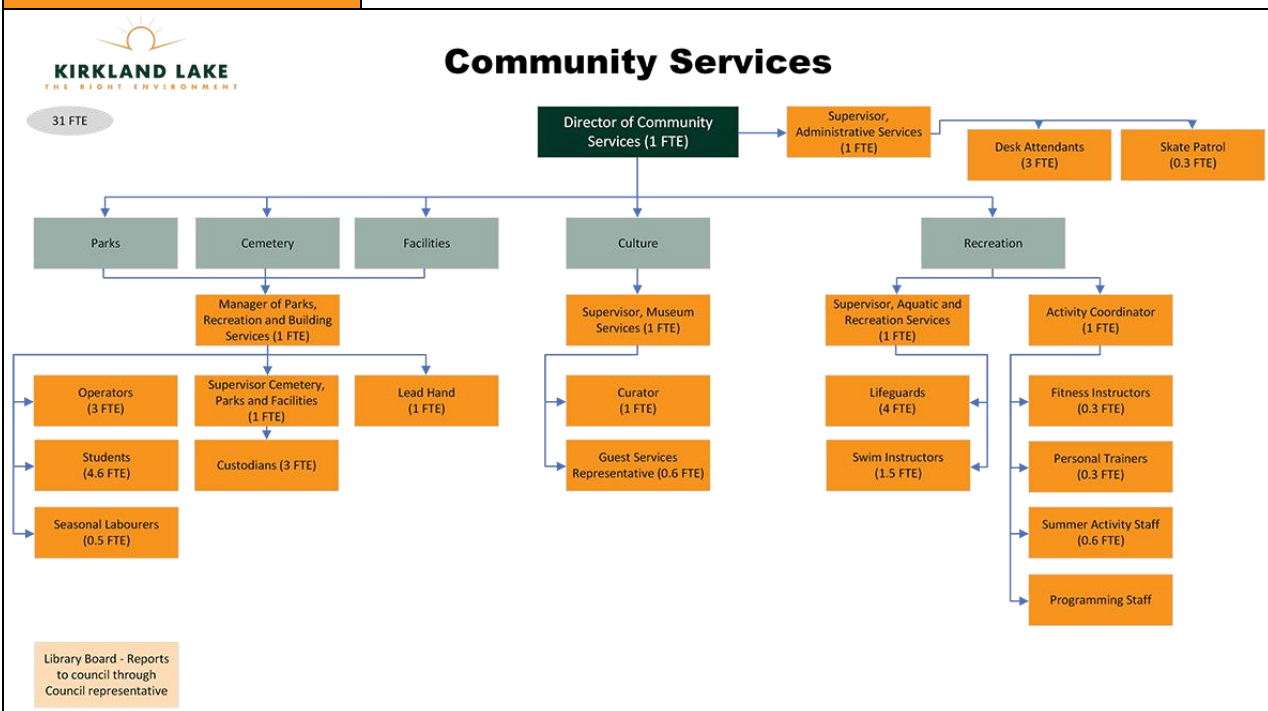 KIRKLAND LAKE
THE RIGHT ENVIRONMENT
Community Services
31 FTE
Director of Community
Services (1 FTE)
Supervisor,
Administrative Services
(1 FTE)
Desk Attendants
(3 FTE)
Skate Patrol
(0.3 FTE)
Parks
Cemetery
Facilities
Culture
Recreation
Manager of Parks,
Recreation and Building
Services (1 FTE)
Supervisor, Museum
Services (1 FTE)
Supervisor, Aquatic and
Recreation Services
(1 FTE)
Activity Coordinator
(1 FTE)
Operators
(3 FTE)
Supervisor Cemetery,
Parks and Facilities
(1 FTE)
Lead Hand
(1 FTE)
Curator
(1 FTE)
Lifeguards
(4 FTE)
Fitness Instructors
(0.3 FTE)
Students
(4.6 FTE)
Custodians (3 FTE)
Guest Services
Representative (0.6 FTE)
Swim Instructors
(1.5 FTE)
Personal Trainers
(0.3 FTE)
Seasonal Labourers
(0.5 FTE)
Summer Activity Staff
(0.6 FTE)
Programming Staff
Library Board - Reports
to council through
Council representative